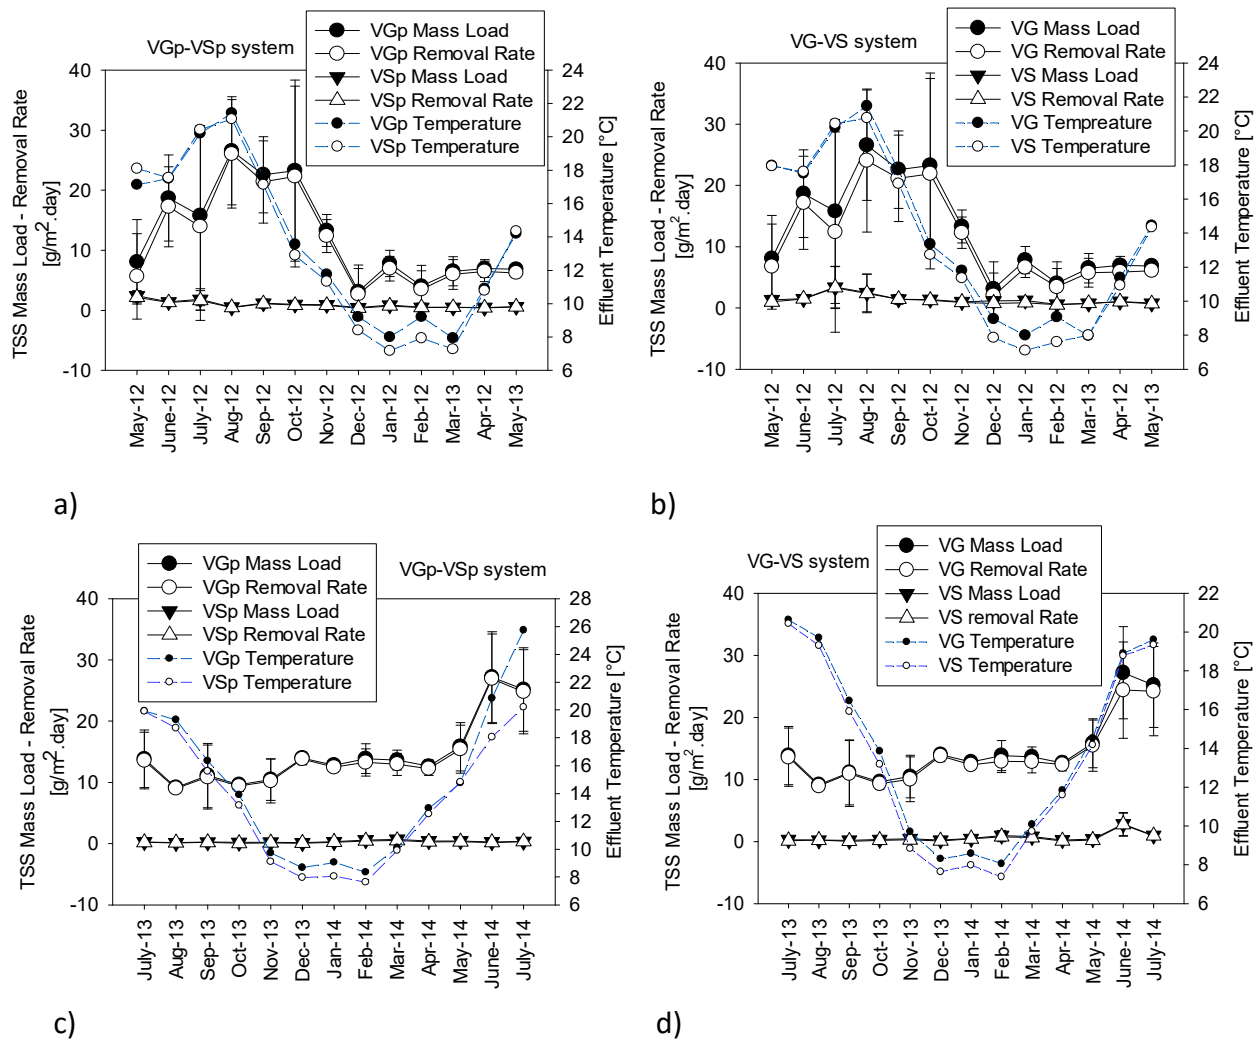 VGp-VSp system
VGp Mass Load
VGp Removal Rate
VSp Mass Load
VSp Removal Rate
VGp Temperature
VSp Temperature
TSS Mass Load - Removal Rate
[g/m².day]
40
30
20
10
0
-10
24
22
20
18
16
14
12
10
8
6
Effluent Temperature [°C]
May-12
June-12
July-12
Aug-12
Sep-12
Oct-12
Nov-12
Dec-12
Jan-12
Feb-12
Mar-13
Apr-12
May-13
a)
VG-VS system
VG Mass Load
VG Removal Rate
VS Mass Load
VS Removal Rate
VG Tempreature
VS Temperature
TSS Mass Load - Removal Rate
[g/m².day]
40
30
20
10
0
-10
24
22
20
18
16
14
12
10
8
6
Effluent Temperature [°C]
May-12
June-12
July-12
Aug-12
Sep-12
Oct-12
Nov-12
Dec-12
Jan-12
Feb-12
Mar-13
Apr-12
May-13
b)
VGp Mass Load
VGp Removal Rate
VSp Mass Load
VSp Removal Rate
VGp Temperature
VSp Temperature
VGp-VSp system
TSS Mass Load - Removal Rate
[g/m².day]
40
30
20
10
0
-10
28
26
24
22
20
18
16
14
12
10
8
6
Effluent Temperature [°C]
July-13
Aug-13
Sep-13
Oct-13
Nov-13
Dec-13
Jan-14
Feb-14
Mar-14
Apr-14
May-14
June-14
July-14
c)
VG-VS system
VG Mass Load
VG Removal Rate
VS Mass Load
VS removal Rate
VG Temperature
VS Temperature
TSS Mass Load - Removal Rate
[g/m².day]
40
30
20
10
0
-10
22
20
18
16
14
12
10
8
6
Effluent Temperature [°C]
July-13
Aug-13
Sep-13
Oct-13
Nov-13
Dec-13
Jan-14
Feb-14
Mar-14
Apr-14
May-14
June-14
July-14
d)